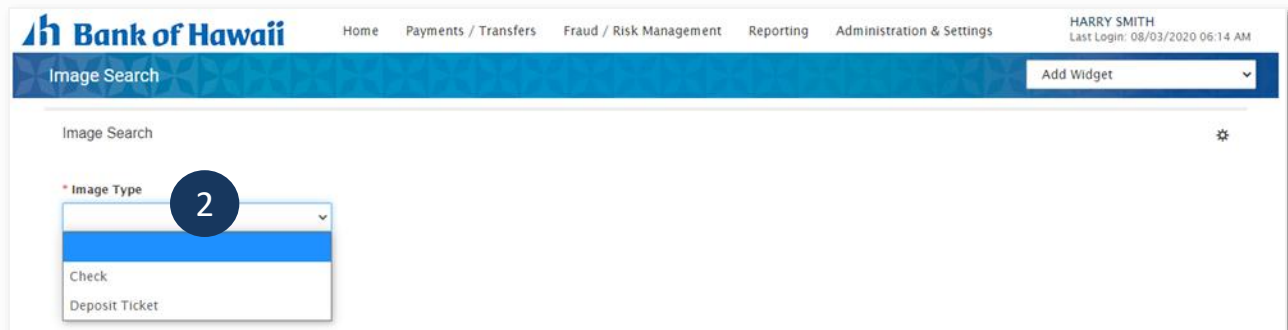 Bank of Hawaii
Home Payments / Transfers Fraud / Risk Management Reporting Administration & Settings
HARRY SMITH
Last Login: 08/03/2020 06:14 AM
Image Search
Add Widget
Image Search
* Image Type
2
Check
Deposit Ticket